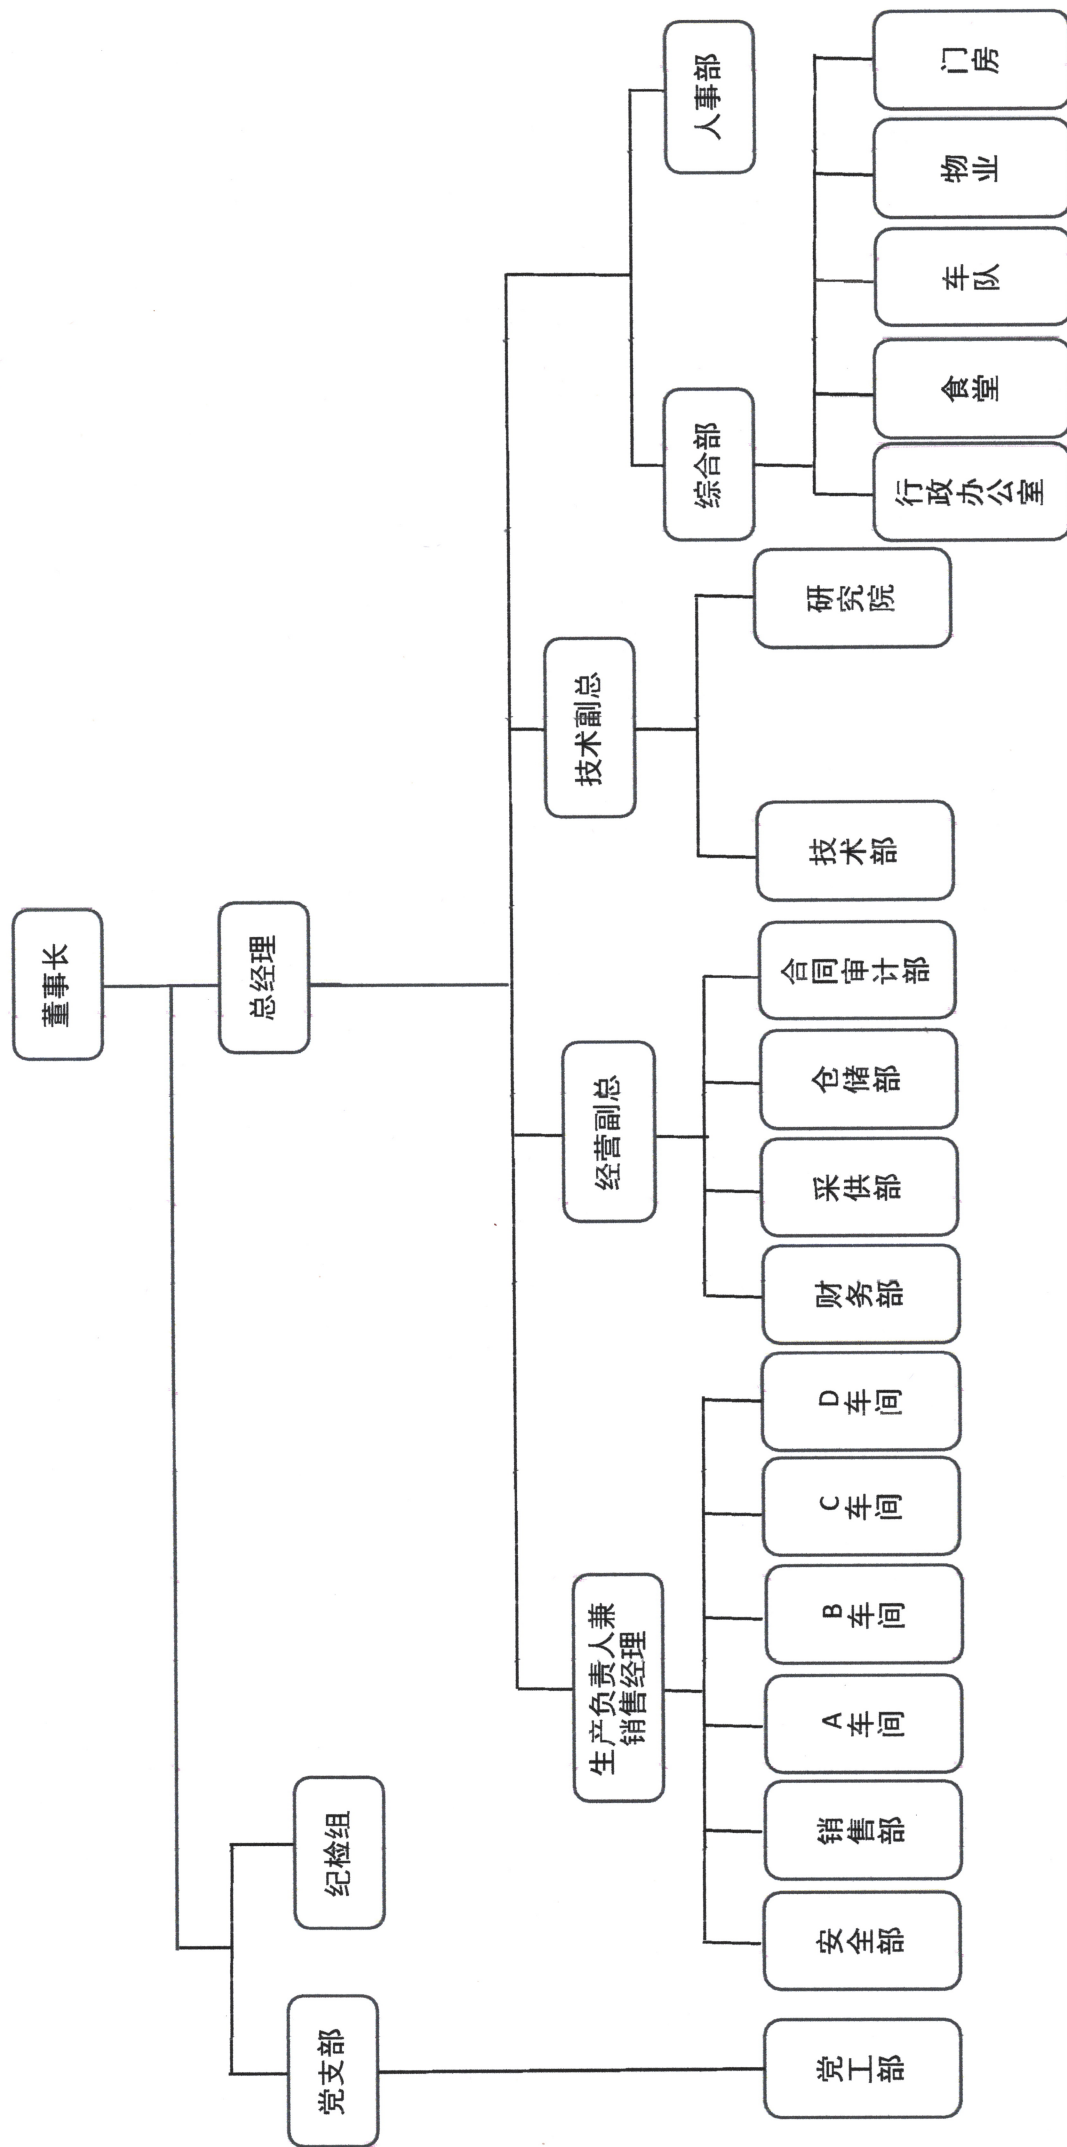 董事长
总经理
党支部
纪检组
生产负责人兼
销售经理
经营副总
技术副总
综合部
人事部
党工部
安全部
销售部
A车间
B车间
C车间
D车间
财务部
采供部
仓储部
合同审计部
技术部
研究院
行政办公室
食堂
车队
物业
门房